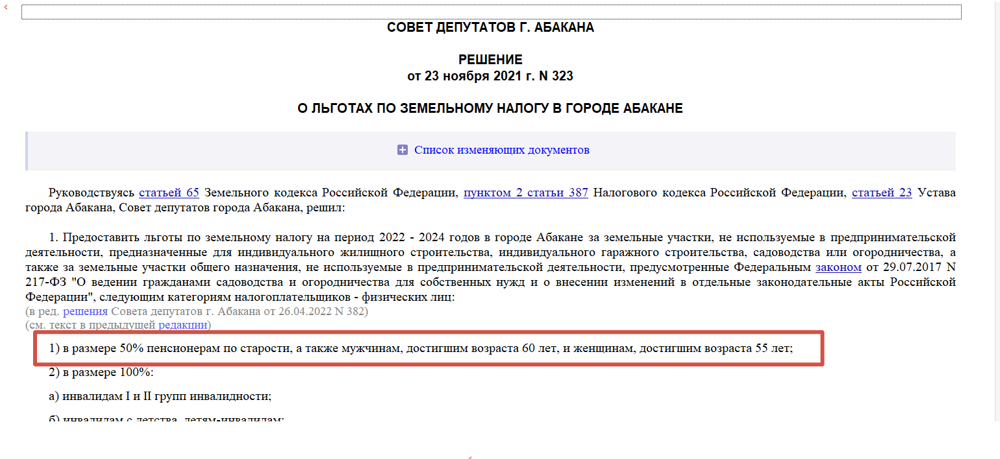 СОВЕТ ДЕПУТАТОВ Г. АБАКАНА
РЕШЕНИЕ
от 23 ноября 2021 г. N 323
О ЛЬГОТАХ ПО ЗЕМЕЛЬНОМУ НАЛОГУ В ГОРОДЕ АБАКАНЕ
Список изменяющих документов
Руководствуясь статьей 65 Земельного кодекса Российской Федерации, пунктом 2 статьи 387 Налогового кодекса Российской Федерации, статьей 23 Устава
города Абакана, Совет депутатов города Абакана, решил:
1. Предоставить льготы по земельному налогу на период 2022 - 2024 годов в городе Абакане за земельные участки, не используемые в предпринимательской
деятельности, предназначенные для индивидуального жилищного строительства, индивидуального гаражного строительства, садоводства или огородничества, а
также за земельные участки общего назначения, не используемые в предпринимательской деятельности, предусмотренные Федеральным законом от 29.07.2017 N
217-ФЗ "О ведении гражданами садоводства и огородничества для собственных нужд и о внесении изменений в отдельные законодательные акты Российской
Федерации", следующим категориям налогоплательщиков - физических лиц:
(в ред. решения Совета депутатов г. Абакана от 26.04.2022 N 382)
(см. текст в предыдущей редакции)
1) в размере 50% пенсионерам по старости, а также мужчинам, достигшим возраста 60 лет, и женщинам, достигшим возраста 55 лет;
2) в размере 100%:
а) инвалидам I и II групп инвалидности;
б) инвалидам с детства, детям-инвалидам;